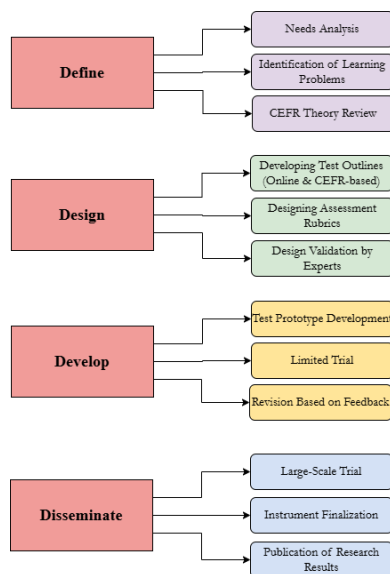 Define
Needs Analysis
Identification of Learning
Problems
CEFR Theory Review
Design
Developing Test Outlines
(Online & CEFR-based)
Designing Assessment
Rubrics
Design Validation by
Experts
Develop
Test Prototype Development
Limited Trial
Revision Based on Feedback
Disseminate
Large-Scale Trial
Instrument Finalization
Publication of Research
Results